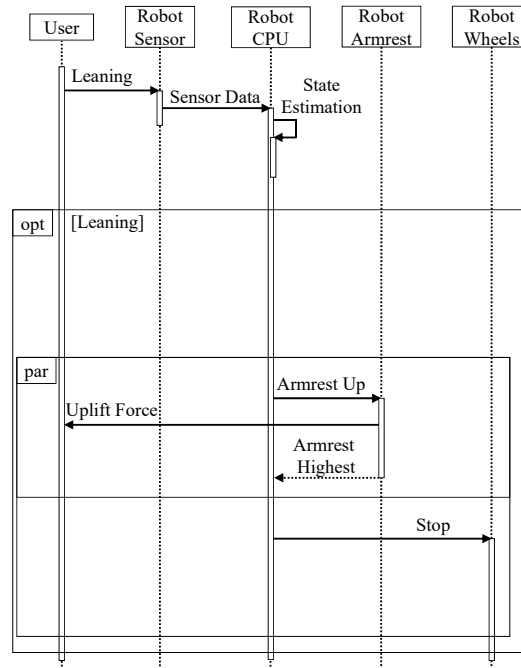 User
Robot
Sensor
Robot
CPU
Robot
Armrest
Robot
Wheels
Leaning
Sensor Data
State
Estimation
opt
[Leaning]
par
Armrest Up
Uplift Force
Armrest
Highest
Stop